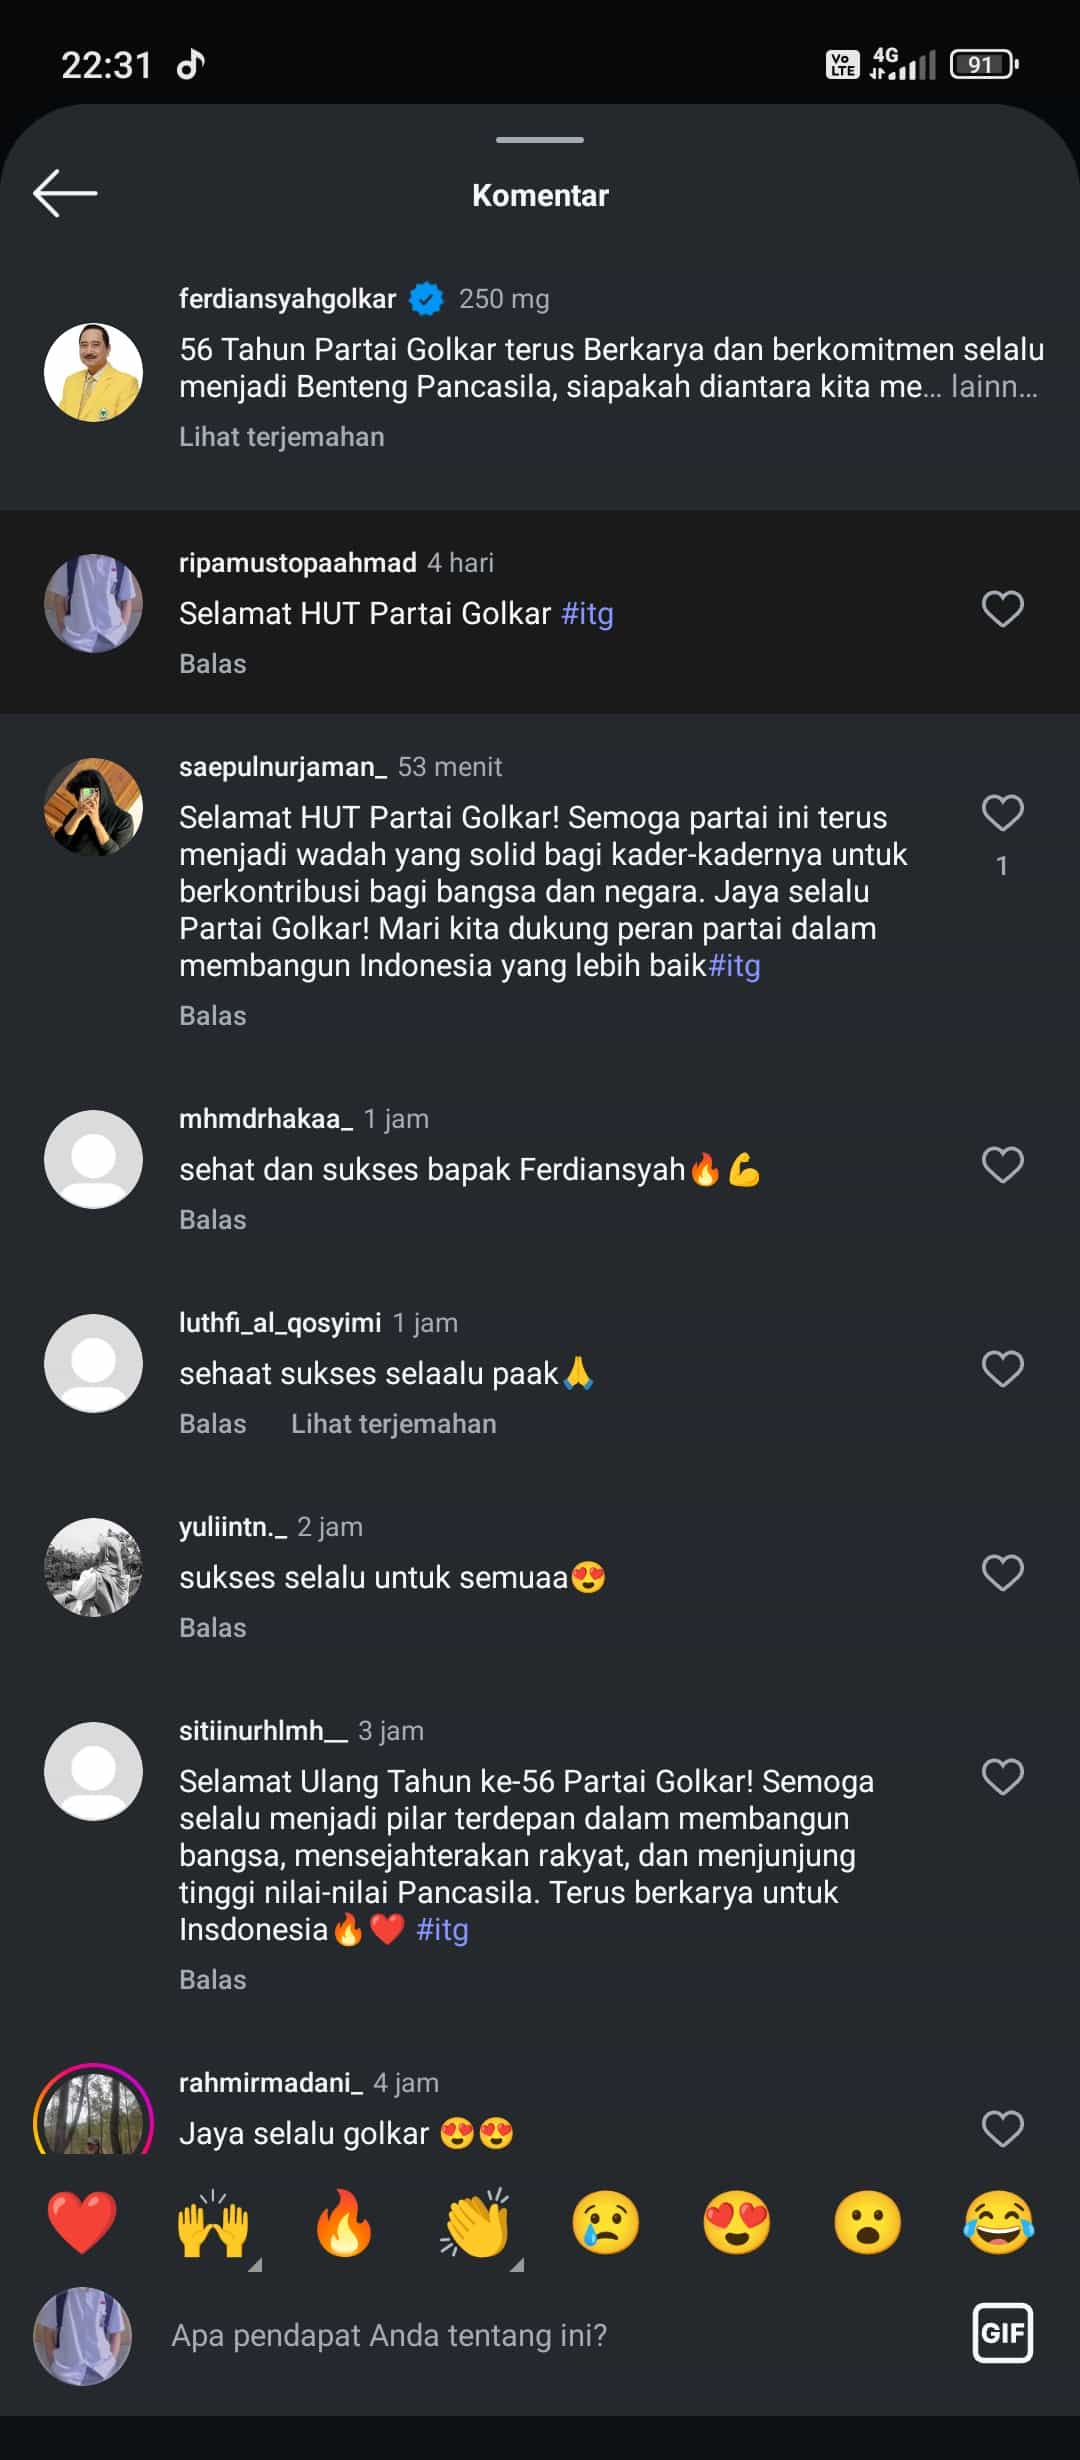 22:31
Vo LTE 4G 91
Komentar
ferdiansyahgolkar 250 mg
56 Tahun Partai Golkar terus Berkarya dan berkomitmen selalu
menjadi Benteng Pancasila, siapakah diantara kita me... lainn...
Lihat terjemahan
ripamustopaahmad 4 hari
Selamat HUT Partai Golkar #itg
Balas
saepulnurjaman_ 53 menit
Selamat HUT Partai Golkar! Semoga partai ini terus
menjadi wadah yang solid bagi kader-kadernya untuk
berkontribusi bagi bangsa dan negara. Jaya selalu
Partai Golkar! Mari kita dukung peran partai dalam
membangun Indonesia yang lebih baik#itg
1
Balas
mhmdrhakaa_ 1 jam
sehat dan sukses bapak Ferdiansyah🔥💪
Balas
luthfi_al_qosyimi 1 jam
sehaat sukses selaalu paak🙏
Balas Lihat terjemahan
yuliintn._ 2 jam
sukses selalu untuk semuaa😍
Balas
sitiinurhlmh__ 3 jam
Selamat Ulang Tahun ke-56 Partai Golkar! Semoga
selalu menjadi pilar terdepan dalam membangun
bangsa, mensejahterakan rakyat, dan menjunjung
tinggi nilai-nilai Pancasila. Terus berkarya untuk
Insdonesia🔥❤️ #itg
Balas
rahmirmadani_ 4 jam
Jaya selalu golkar 😍😍
Apa pendapat Anda tentang ini?
GIF